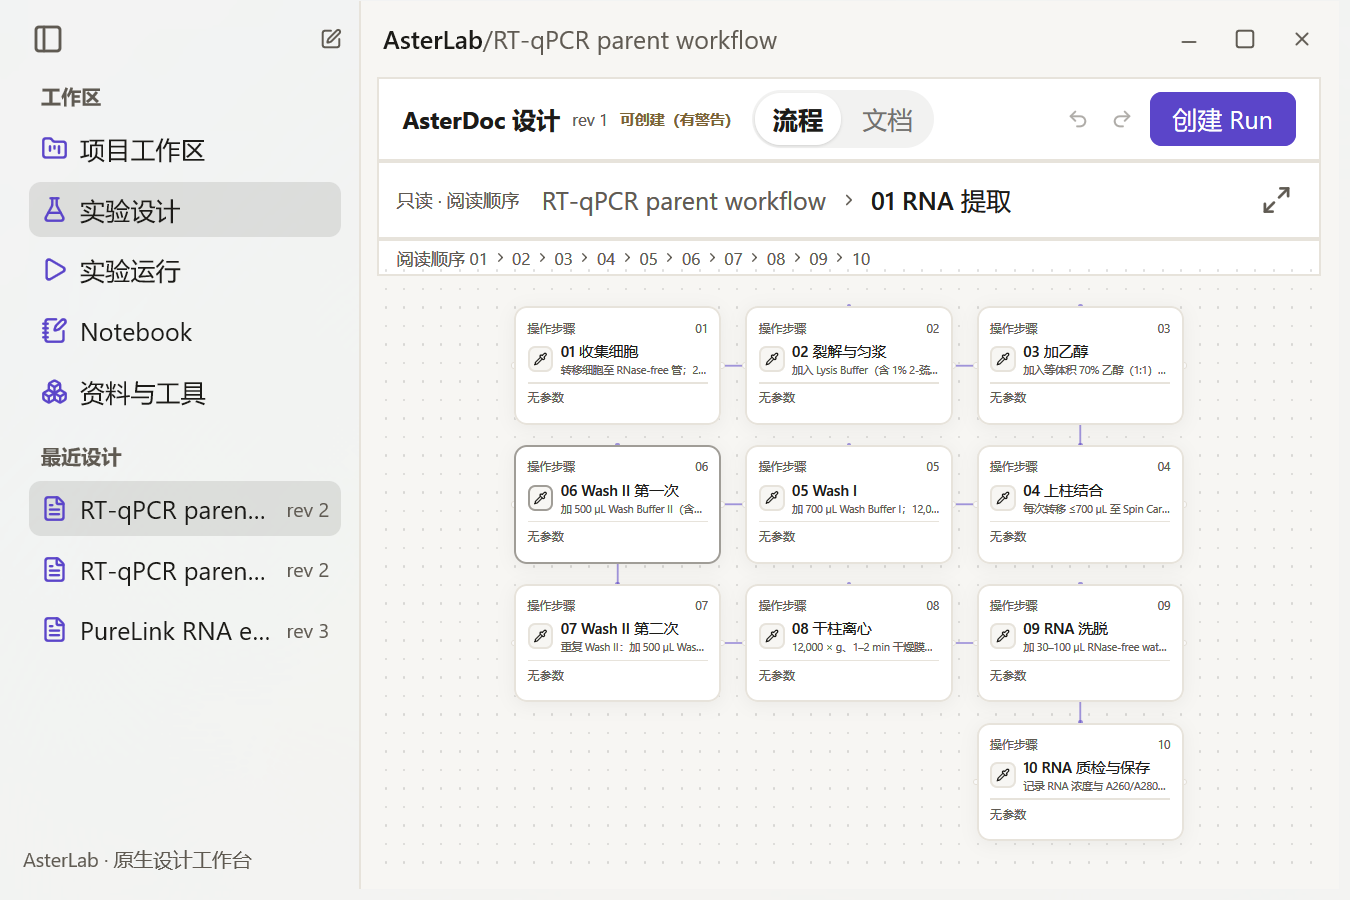 工作区
项目工作区
实验设计
实验运行
Notebook
资料与工具
最近设计
RT-qPCR paren... rev 2
RT-qPCR paren... rev 2
PureLink RNA e... rev 3
AsterLab · 原生设计工作台
AsterLab/RT-qPCR parent workflow
AsterDoc 设计 rev 1 可创建（有警告） 流程 文档 创建 Run
只读 · 阅读顺序 RT-qPCR parent workflow › 01 RNA 提取
阅读顺序 01 › 02 › 03 › 04 › 05 › 06 › 07 › 08 › 09 › 10
操作步骤 01
01 收集细胞
转移细胞至 RNase-free 管；2...
无参数
操作步骤 02
02 裂解与匀浆
加入 Lysis Buffer（含 1% 2-巯...
无参数
操作步骤 03
03 加乙醇
加入等体积 70% 乙醇（1:1）...
无参数
操作步骤 06
06 Wash II 第一次
加 500 µL Wash Buffer II（含...
无参数
操作步骤 05
05 Wash I
加 700 µL Wash Buffer I；12,0...
无参数
操作步骤 04
04 上柱结合
每次转移 ≤700 µL 至 Spin Car...
无参数
操作步骤 07
07 Wash II 第二次
重复 Wash II：加 500 µL Was...
无参数
操作步骤 08
08 干柱离心
12,000 × g、1–2 min 干燥膜...
无参数
操作步骤 09
09 RNA 洗脱
加 30–100 µL RNase-free wat...
无参数
操作步骤 10
10 RNA 质检与保存
记录 RNA 浓度与 A260/A280...
无参数